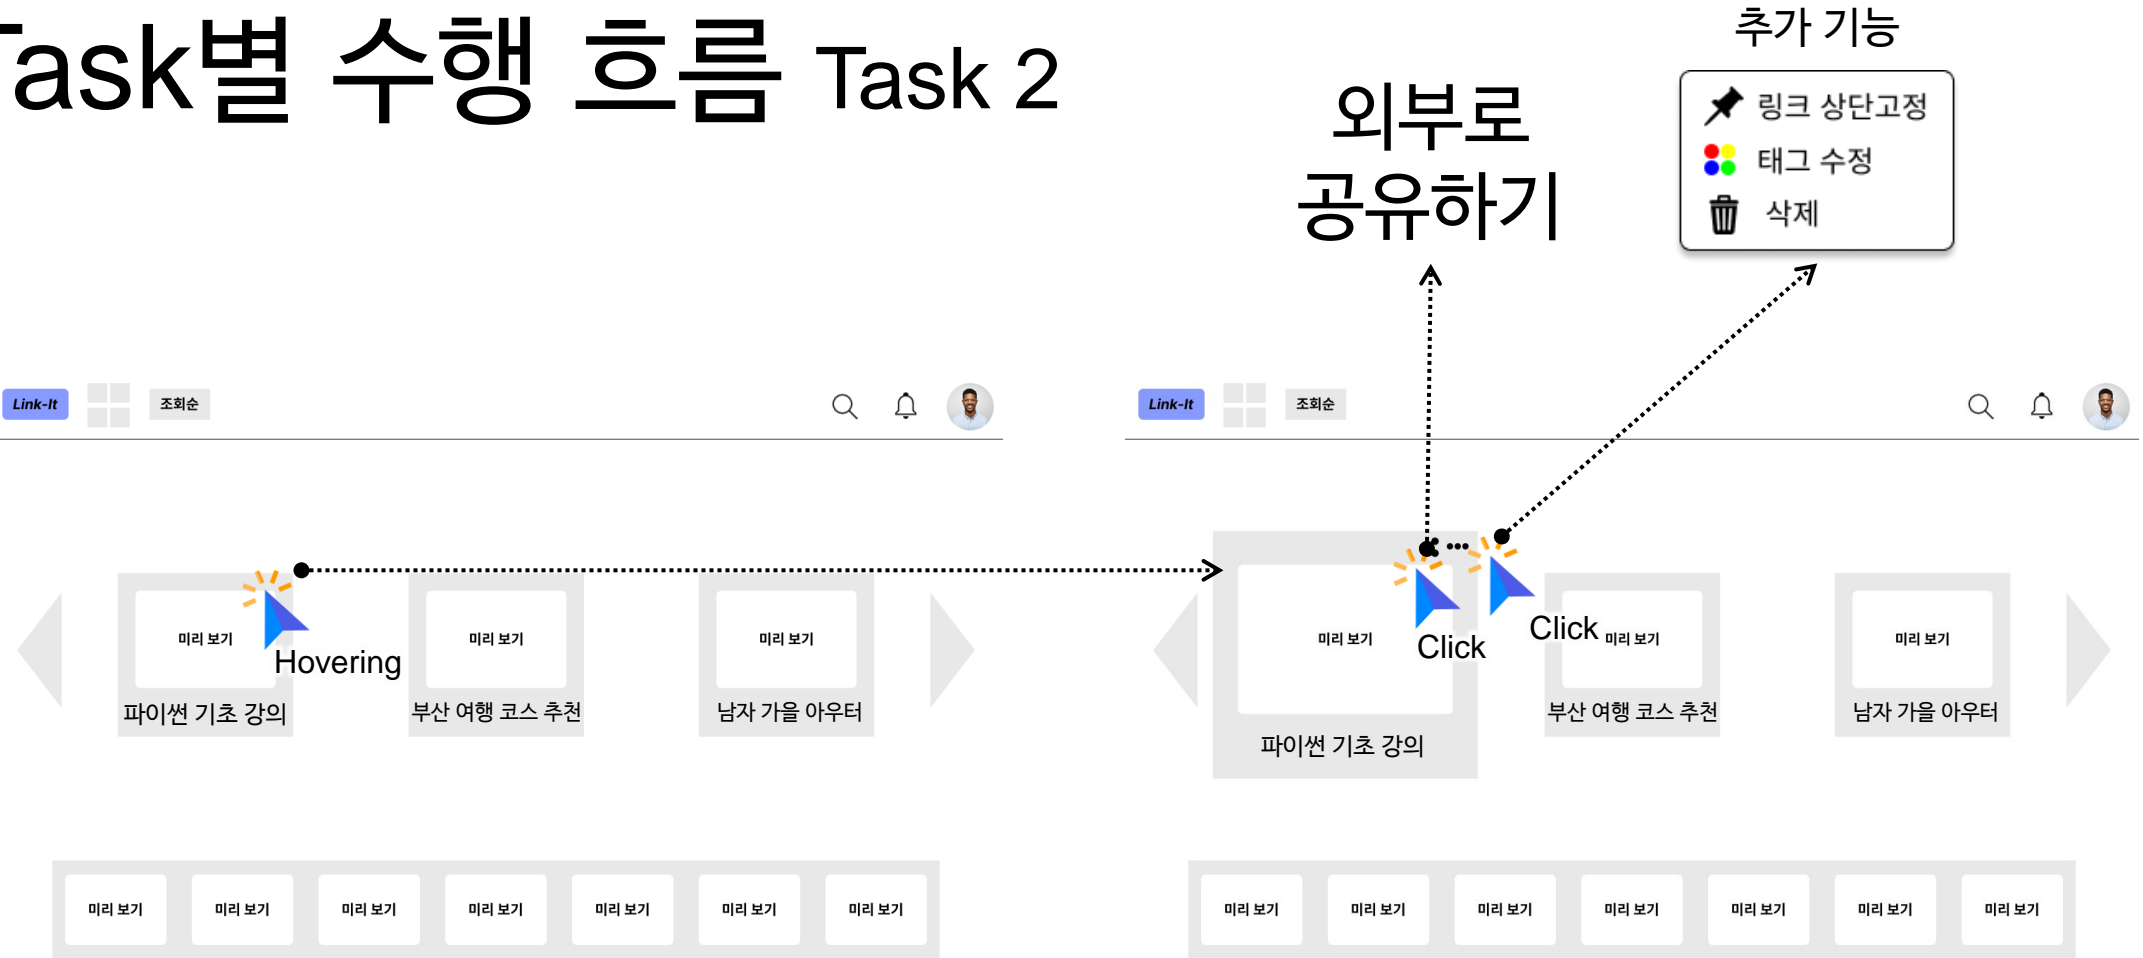 Task별 수행 흐름 Task 2
추가 기능
외부로
공유하기
링크 상단고정
태그 수정
삭제
Link-It
조회순
미리 보기
미리 보기
미리 보기
Hovering
파이썬 기초 강의
부산 여행 코스 추천
남자 가을 아우터
미리 보기
미리 보기
미리 보기
미리 보기
미리 보기
미리 보기
미리 보기
Link-It
조회순
미리 보기
Click
Click
미리 보기
미리 보기
파이썬 기초 강의
부산 여행 코스 추천
남자 가을 아우터
미리 보기
미리 보기
미리 보기
미리 보기
미리 보기
미리 보기
미리 보기